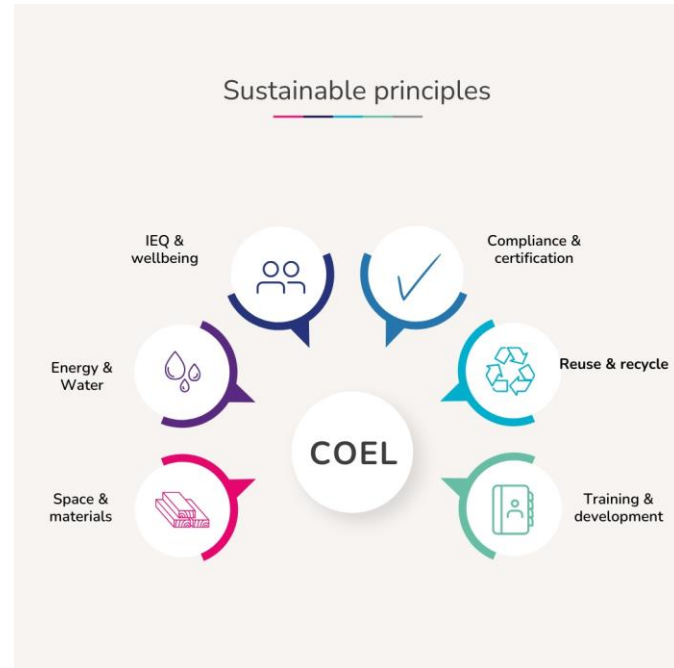 Sustainable principles
IEQ &
wellbeing
Compliance &
certification
Energy &
Water
Reuse & recycle
COEL
Space &
materials
Training &
development